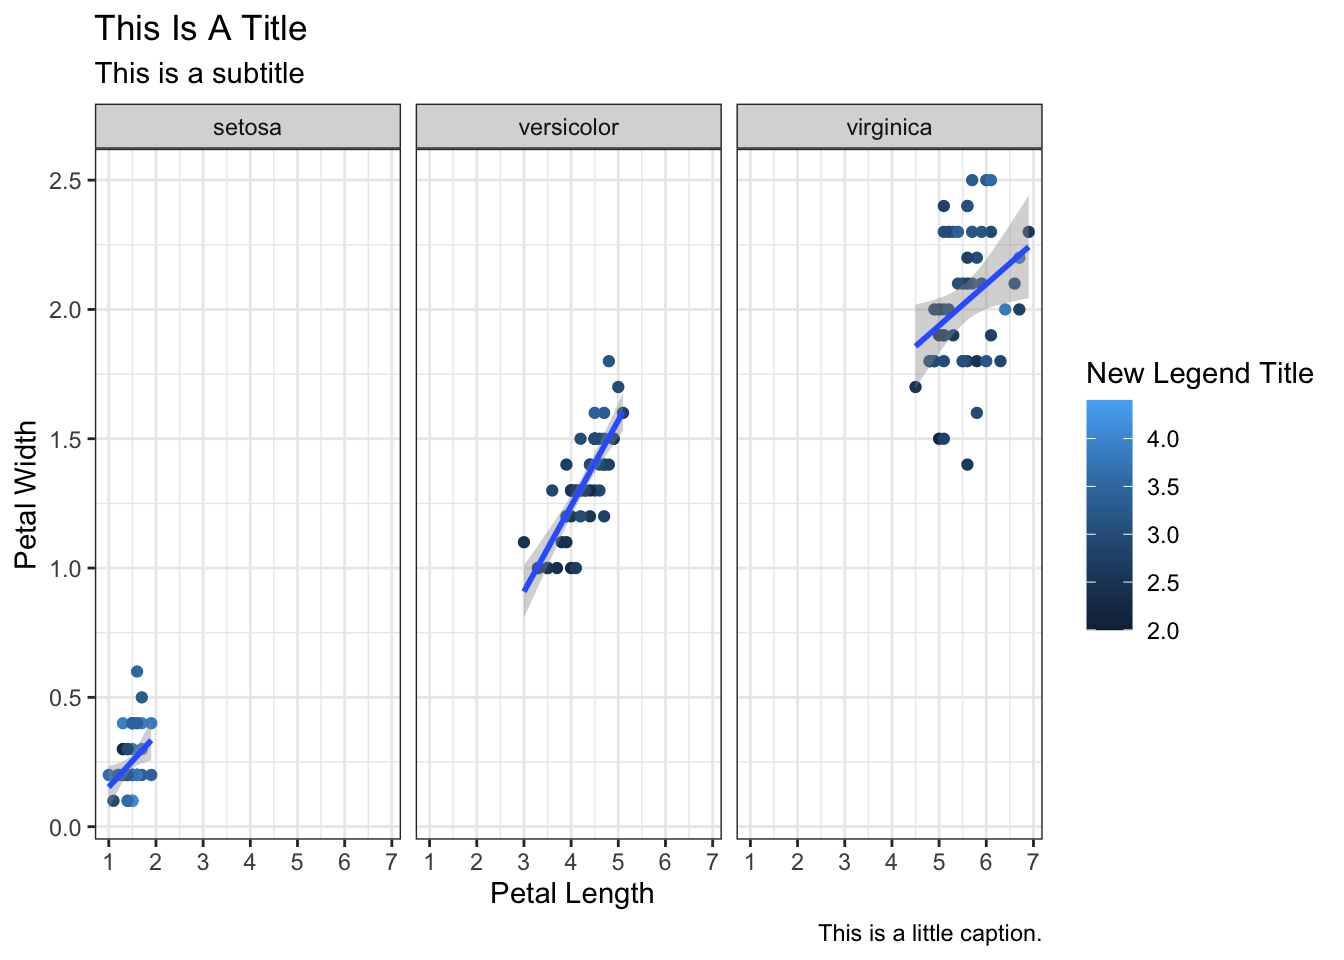 This Is A Title
This is a subtitle
setosa versicolor virginica
2.5
2.0
1.5
1.0
0.5
0.0
Petal Width
1 2 3 4 5 6 7 1 2 3 4 5 6 7 1 2 3 4 5 6 7
Petal Length
New Legend Title
4.0
3.5
3.0
2.5
2.0
This is a little caption.